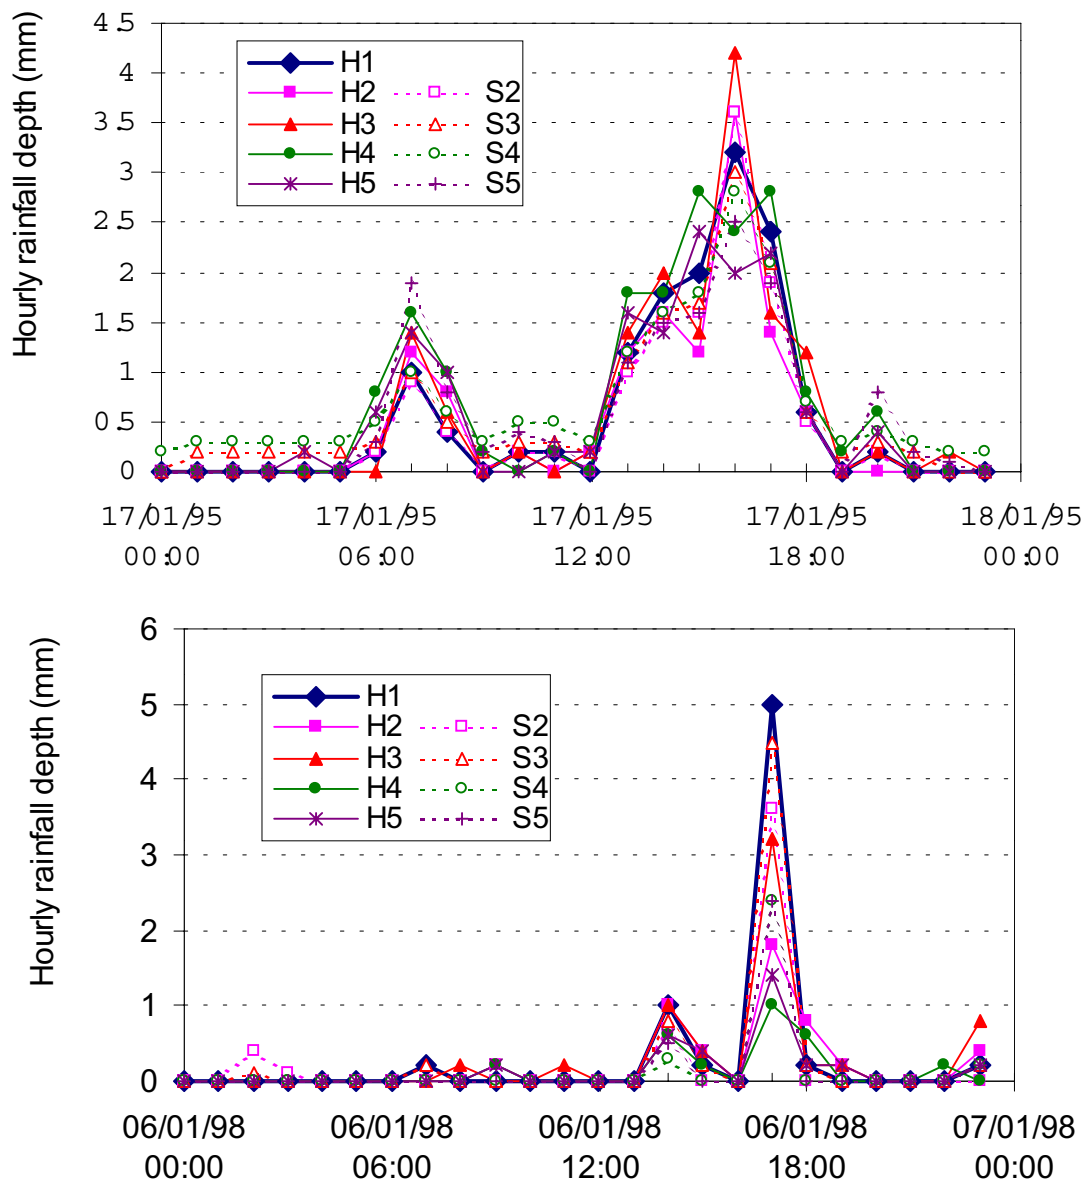 Hourly rainfall depth (mm)
4.5
4
3.5
3
2.5
2
1.5
1
0.5
0
H1
H2 S2
H3 S3
H4 S4
H5 S5
17/01/95 17/01/95 17/01/95 17/01/95 18/01/95
00:00 06:00 12:00 18:00 00:00
Hourly rainfall depth (mm)
6
5
4
3
2
1
0
H1
H2 S2
H3 S3
H4 S4
H5 S5
06/01/98 06/01/98 06/01/98 06/01/98 07/01/98
00:00 06:00 12:00 18:00 00:00